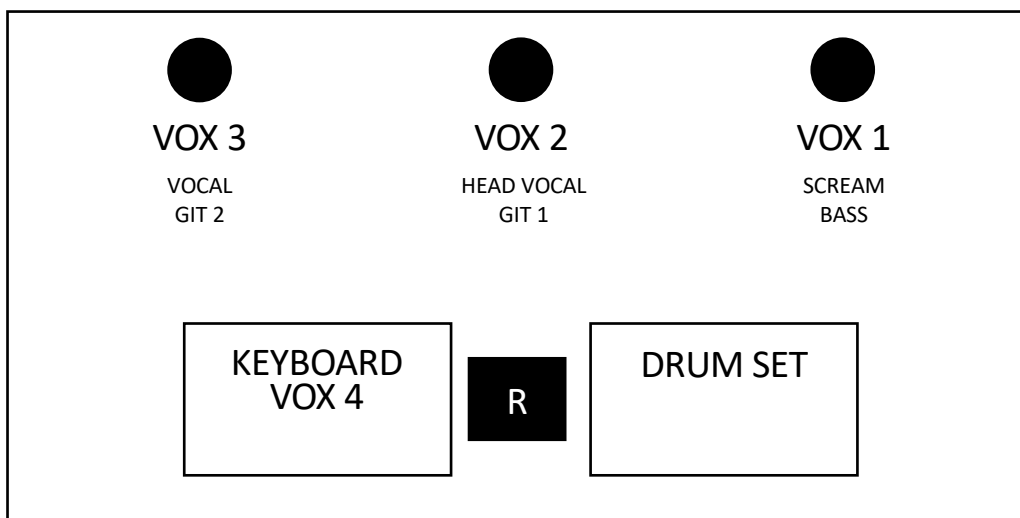 VOX 3
VOCAL
GIT 2
VOX 2
HEAD VOCAL
GIT 1
VOX 1
SCREAM
BASS
KEYBOARD
VOX 4
R
DRUM SET